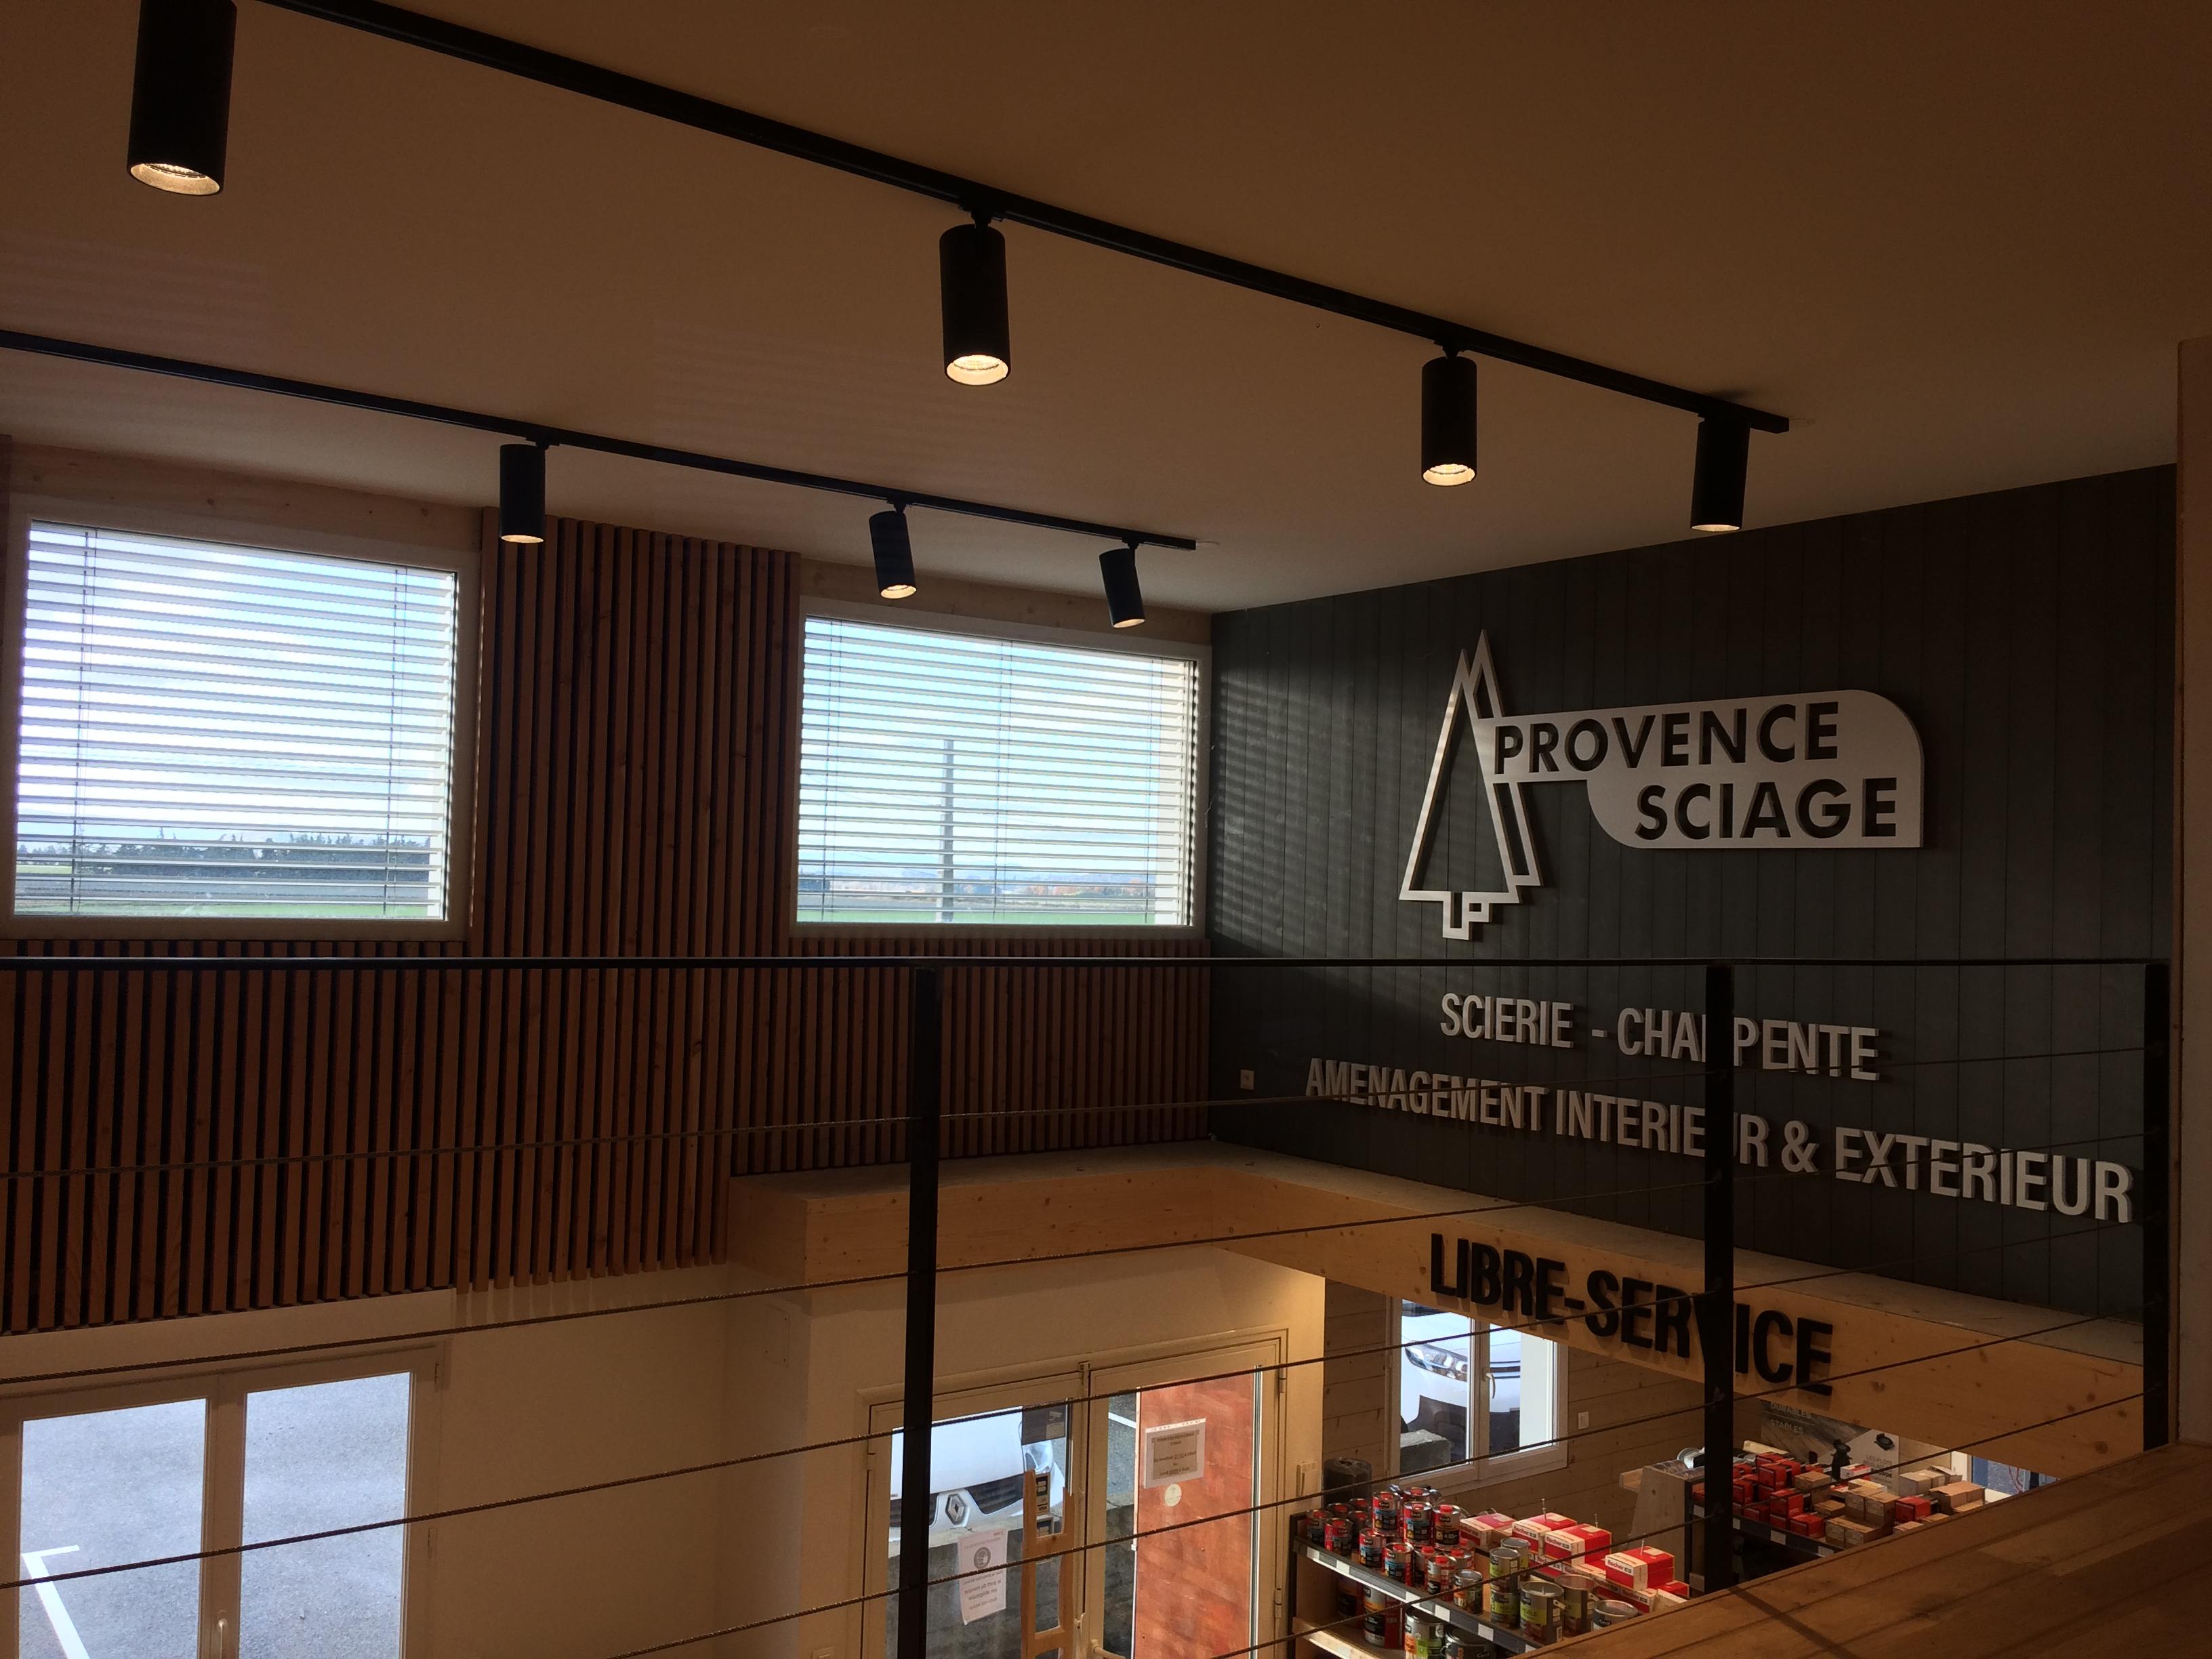 PROVENCE
SCIAGE
SCIERIE - CHARPENTE
AMENAGEMENT INTERIEUR & EXTERIEUR
LIBRE-SERVICE